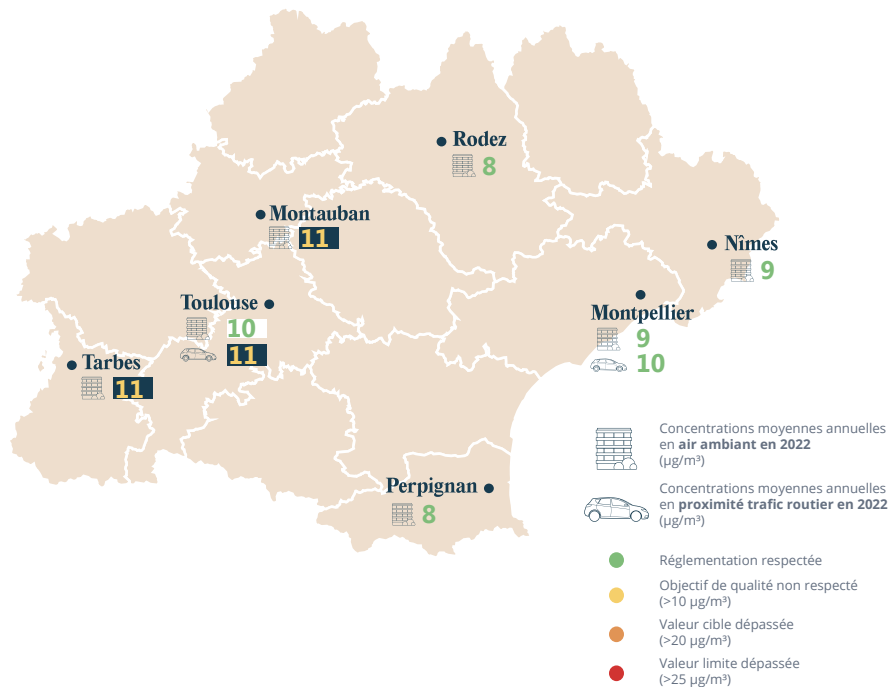 Rodez
8
Montauban
11
Nîmes
9
Toulouse
10
11
Montpellier
9
10
Tarbes
11
Perpignan
8
Concentrations moyennes annuelles
en air ambiant en 2022
(µg/m³)
Concentrations moyennes annuelles
en proximité trafic routier en 2022
(µg/m³)
Réglementation respectée
Objectif de qualité non respecté
(>10 µg/m³)
Valeur cible dépassée
(>20 µg/m³)
Valeur limite dépassée
(>25 µg/m³)